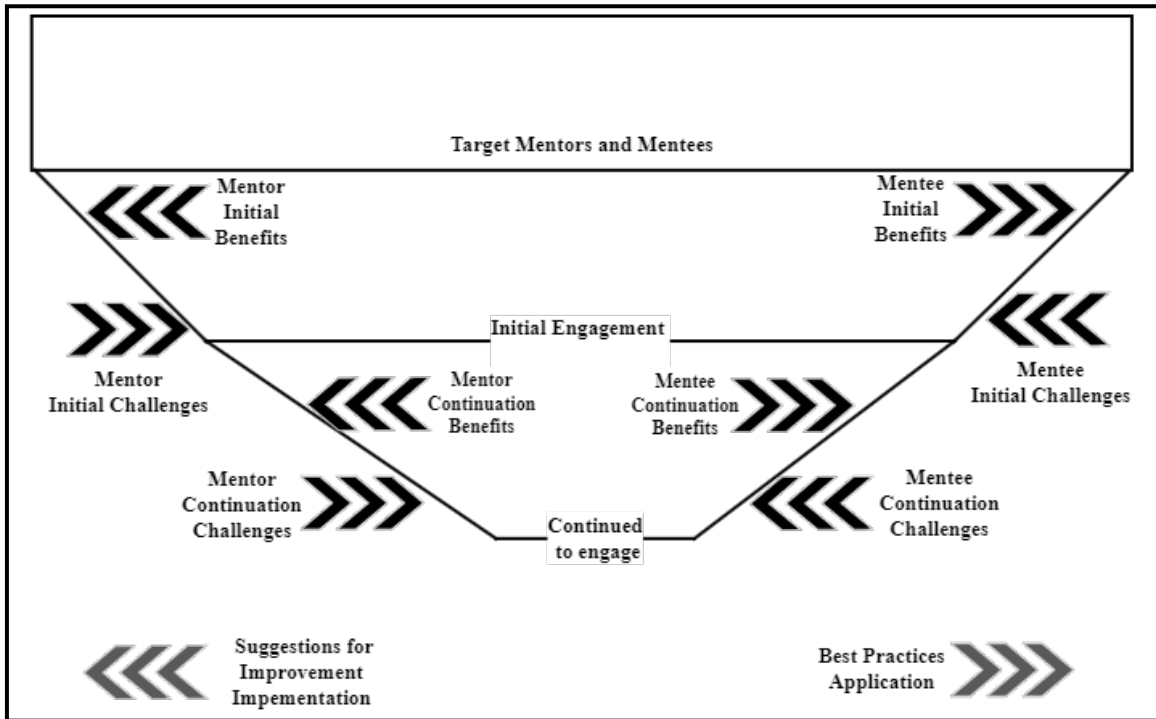 Target Mentors and Mentees
Mentor
Initial
Benefits
Mentee
Initial
Benefits
Initial Engagement
Mentor
Initial Challenges
Mentee
Initial Challenges
Mentor
Continuation
Benefits
Mentee
Continuation
Benefits
Mentor
Continuation
Challenges
Mentee
Continuation
Challenges
Continued
to engage
Suggestions for
Improvement
Impementation
Best Practices
Application